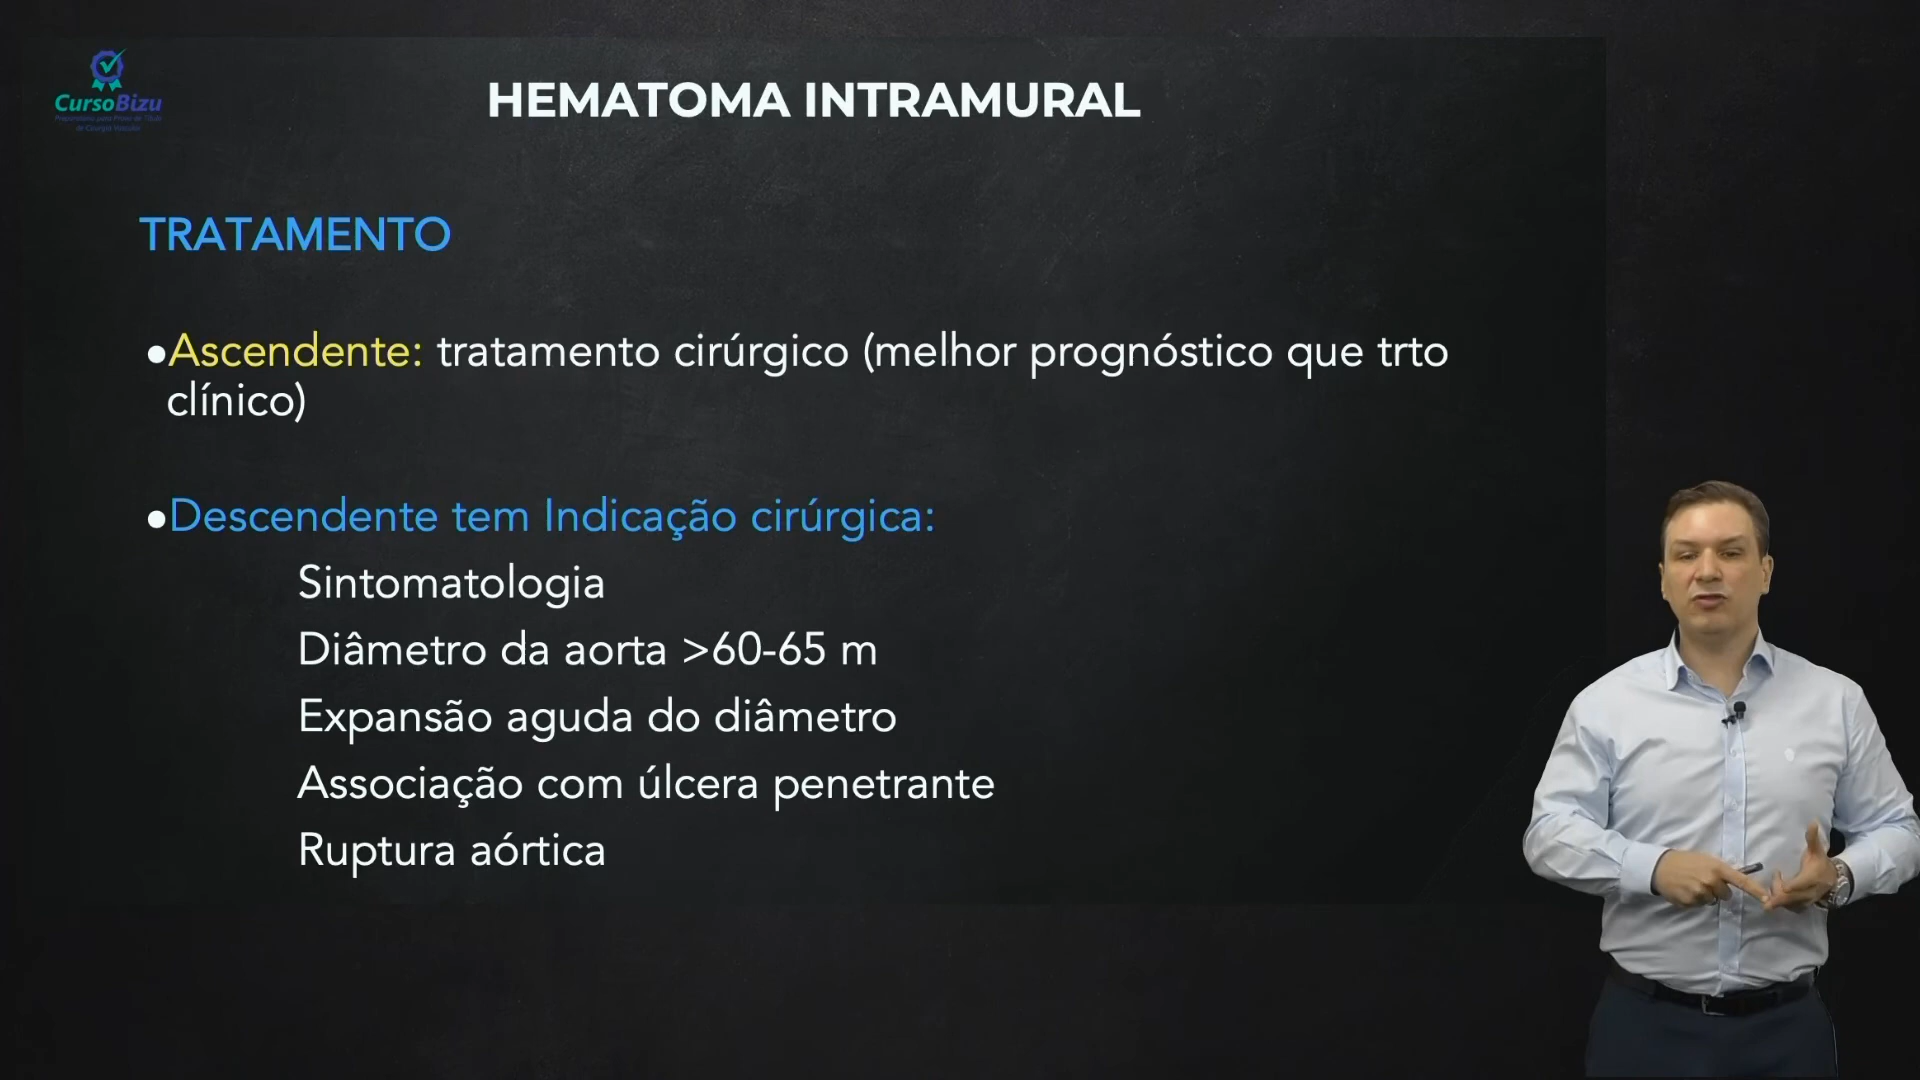 CursoBizu
HEMATOMA INTRAMURAL
TRATAMENTO
•Ascendente: tratamento cirúrgico (melhor prognóstico que trto
clínico)
•Descendente tem Indicação cirúrgica:
Sintomatologia
Diâmetro da aorta >60-65 m
Expansão aguda do diâmetro
Associação com úlcera penetrante
Ruptura aórtica